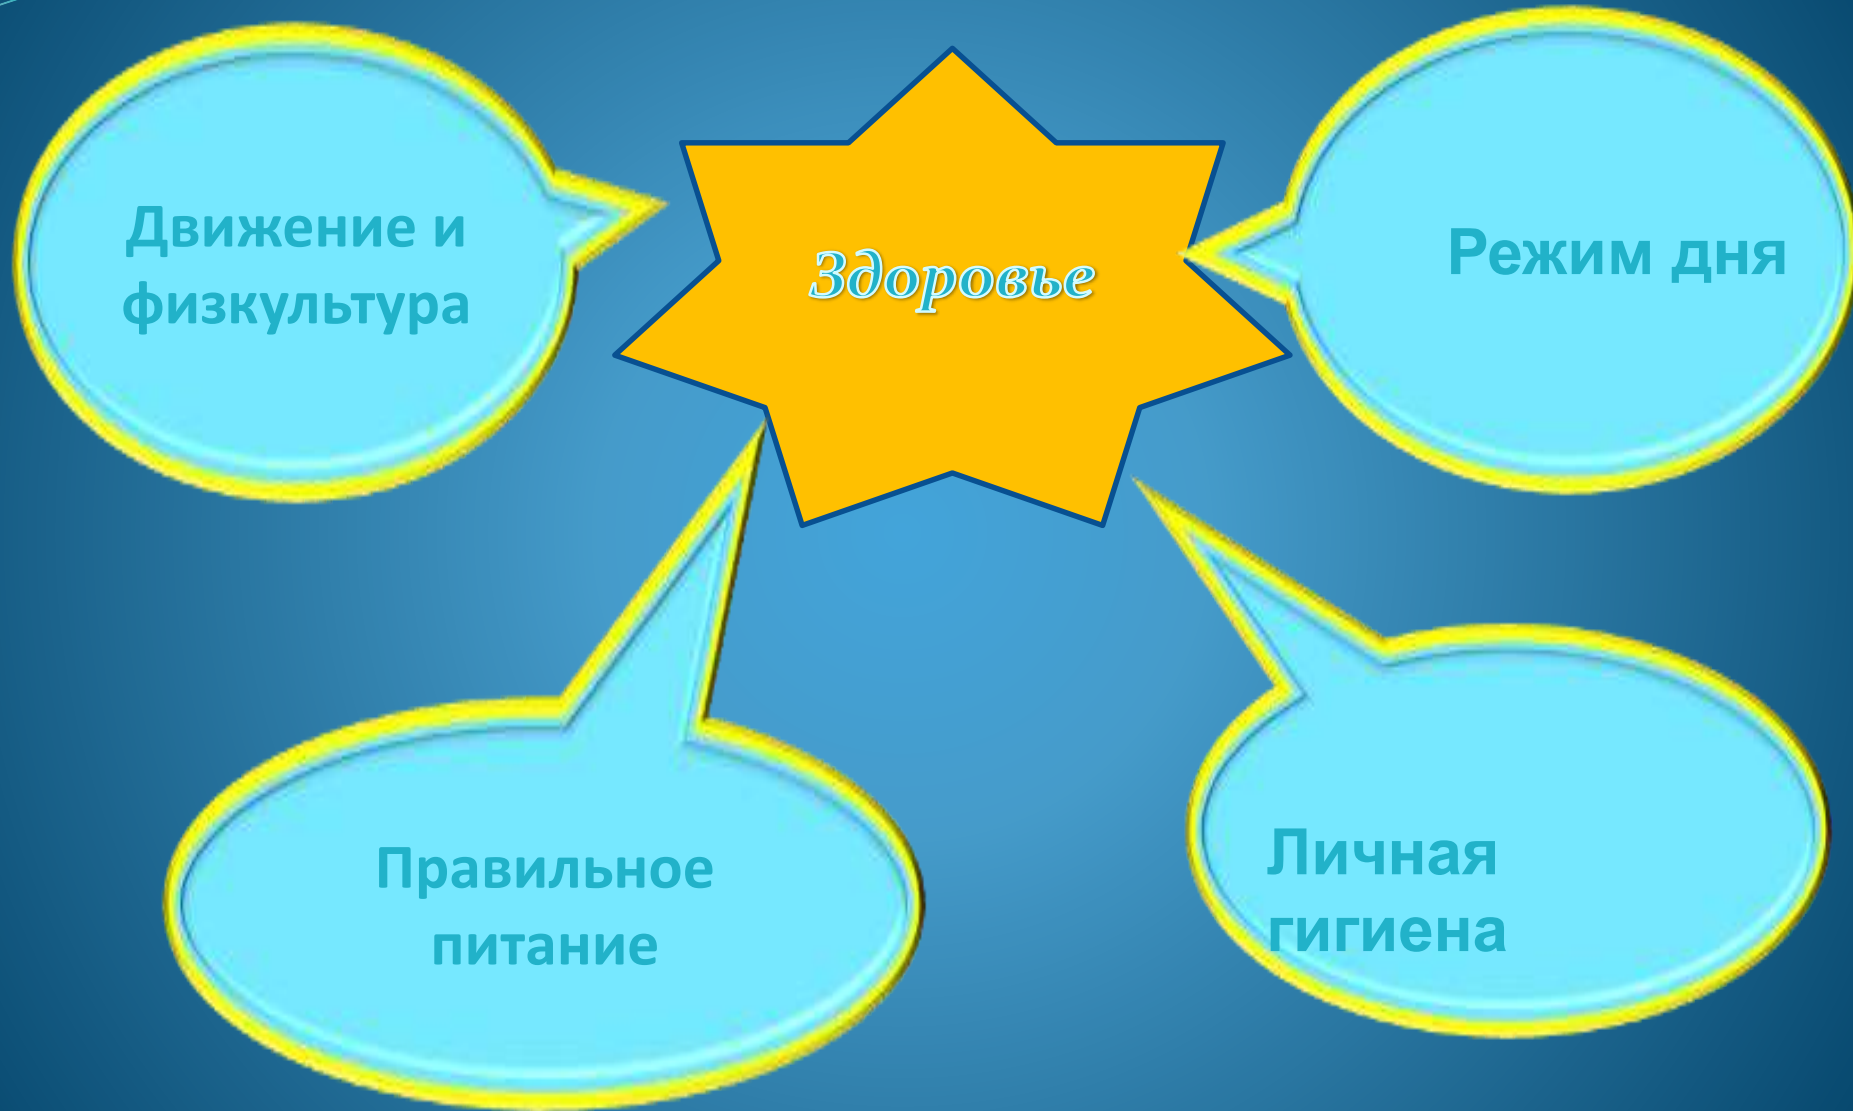 Движение и
физкультура
Здоровье
Режим дня
Правильное
питание
Личная
гигиена